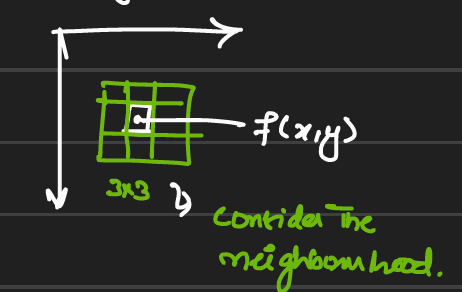 f(x,y)
3x3
Consider The
neighbourhood.